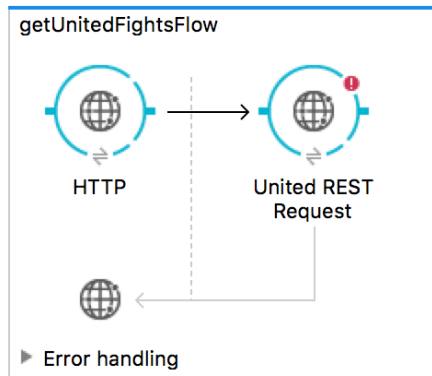 getUnitedFightsFlow
HTTP
United REST
Request
Error handling